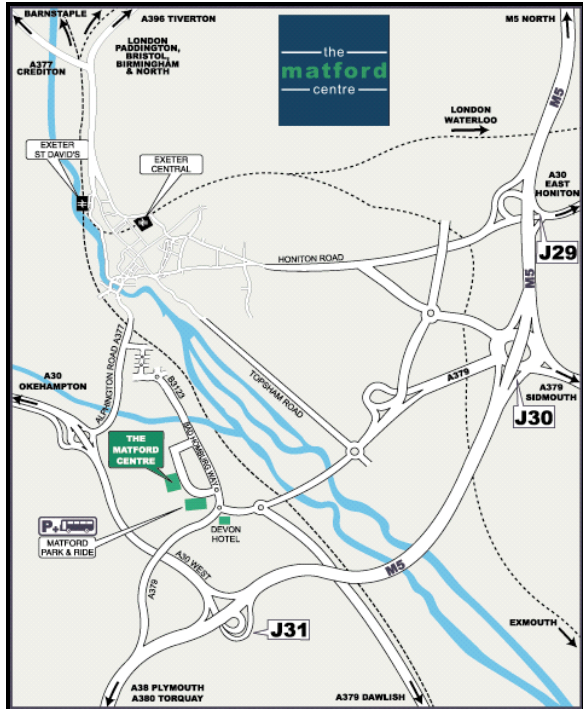 BARNSTAPLE
A396 TIVERTON
M5 NORTH
A377
CREDITON
LONDON
PADDINGTON,
BRISTOL,
BIRMINGHAM
& NORTH
the
matford
centre
M5
LONDON
WATERLOO
EXETER
ST DAVID'S
EXETER
CENTRAL
A30
EAST
HONITON
J29
HONITON ROAD
M5
A30
OKEHAMPTON
ALPHINGTON ROAD A377
B3123
TOPSHAM ROAD
A379
A379
SIDMOUTH
J30
BAD HOMBURG WAY
THE
MATFORD
CENTRE
P+
MATFORD
PARK & RIDE
DEVON
HOTEL
A30 WEST
A379
M5
J31
EXMOUTH
A38 PLYMOUTH
A380 TORQUAY
A379 DAWLISH